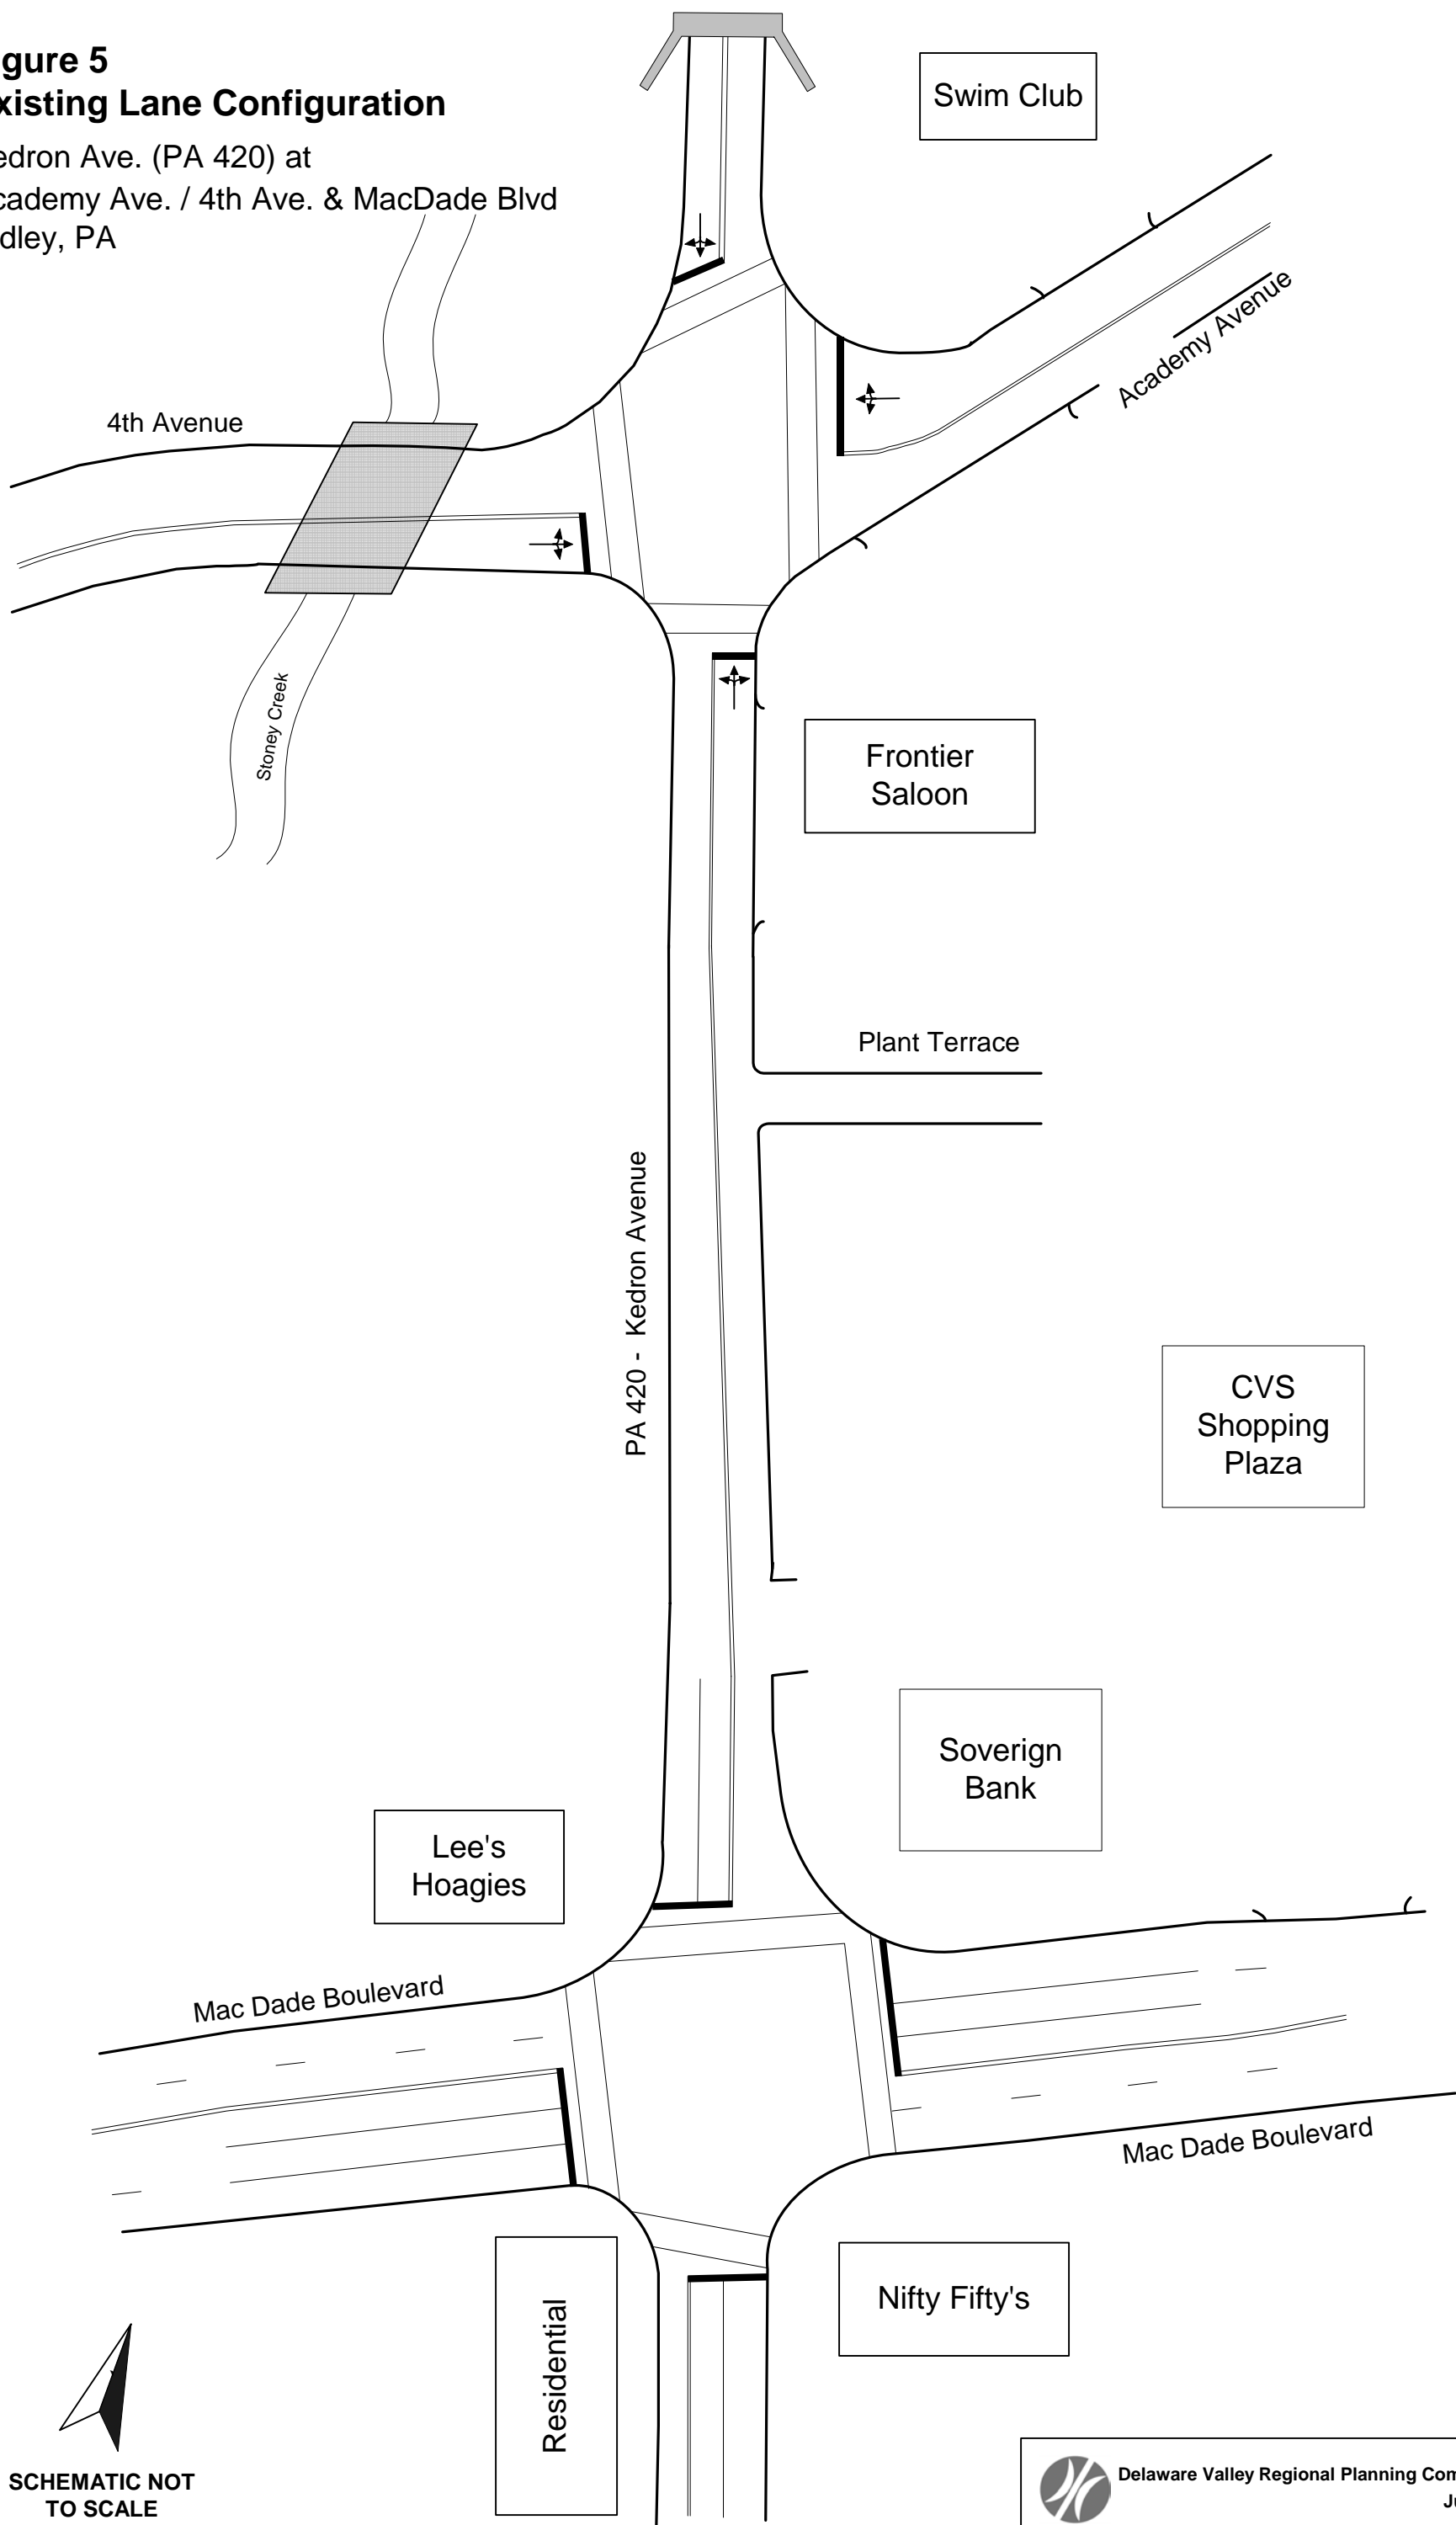 gure 5
xisting Lane Configuration
edron Ave. (PA 420) at
cademy Ave. / 4th Ave. & MacDade Blvd
dley, PA
Swim Club
Academy Avenue
4th Avenue
Stoney Creek
Frontier
Saloon
Plant Terrace
PA 420 - Kedron Avenue
CVS
Shopping
Plaza
Soverign
Bank
Lee's
Hoagies
Mac Dade Boulevard
Mac Dade Boulevard
Residential
Nifty Fifty's
SCHEMATIC NOT
TO SCALE
Delaware Valley Regional Planning Com
Ju